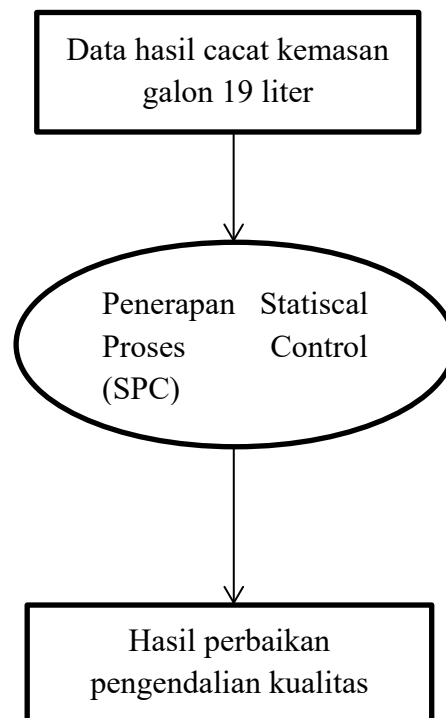 Data hasil cacat kemasan
galon 19 liter
Penerapan Statiscal
Proses Control
(SPC)
Hasil perbaikan
pengendalian kualitas